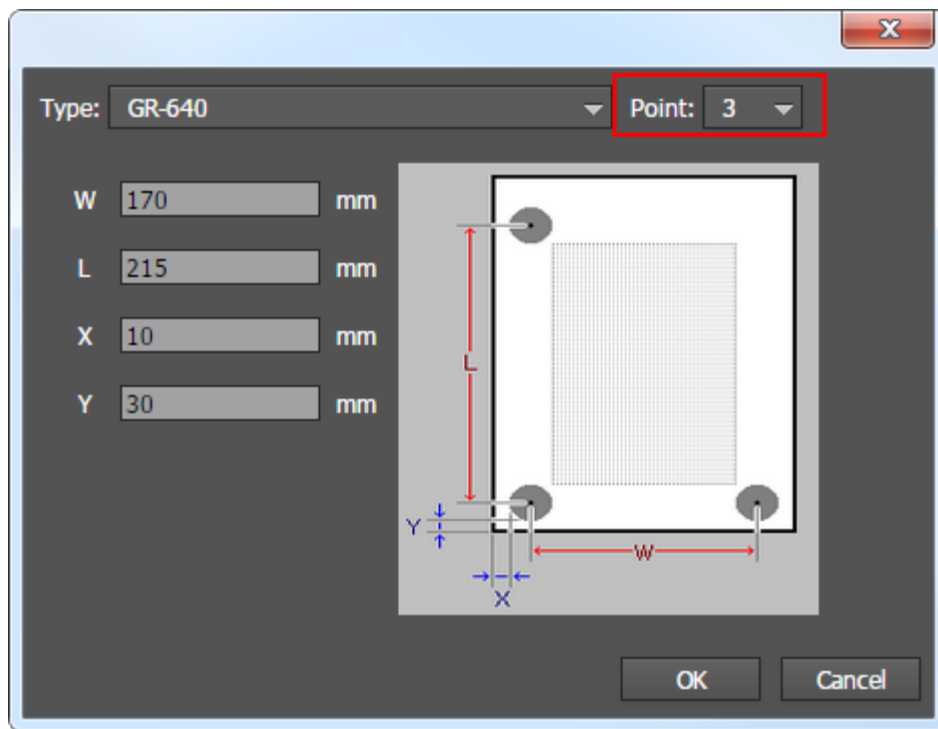 Type: GR-640 Point: 3
W 170 mm
L 215 mm
X 10 mm
Y 30 mm
L
Y
W
X
OK Cancel